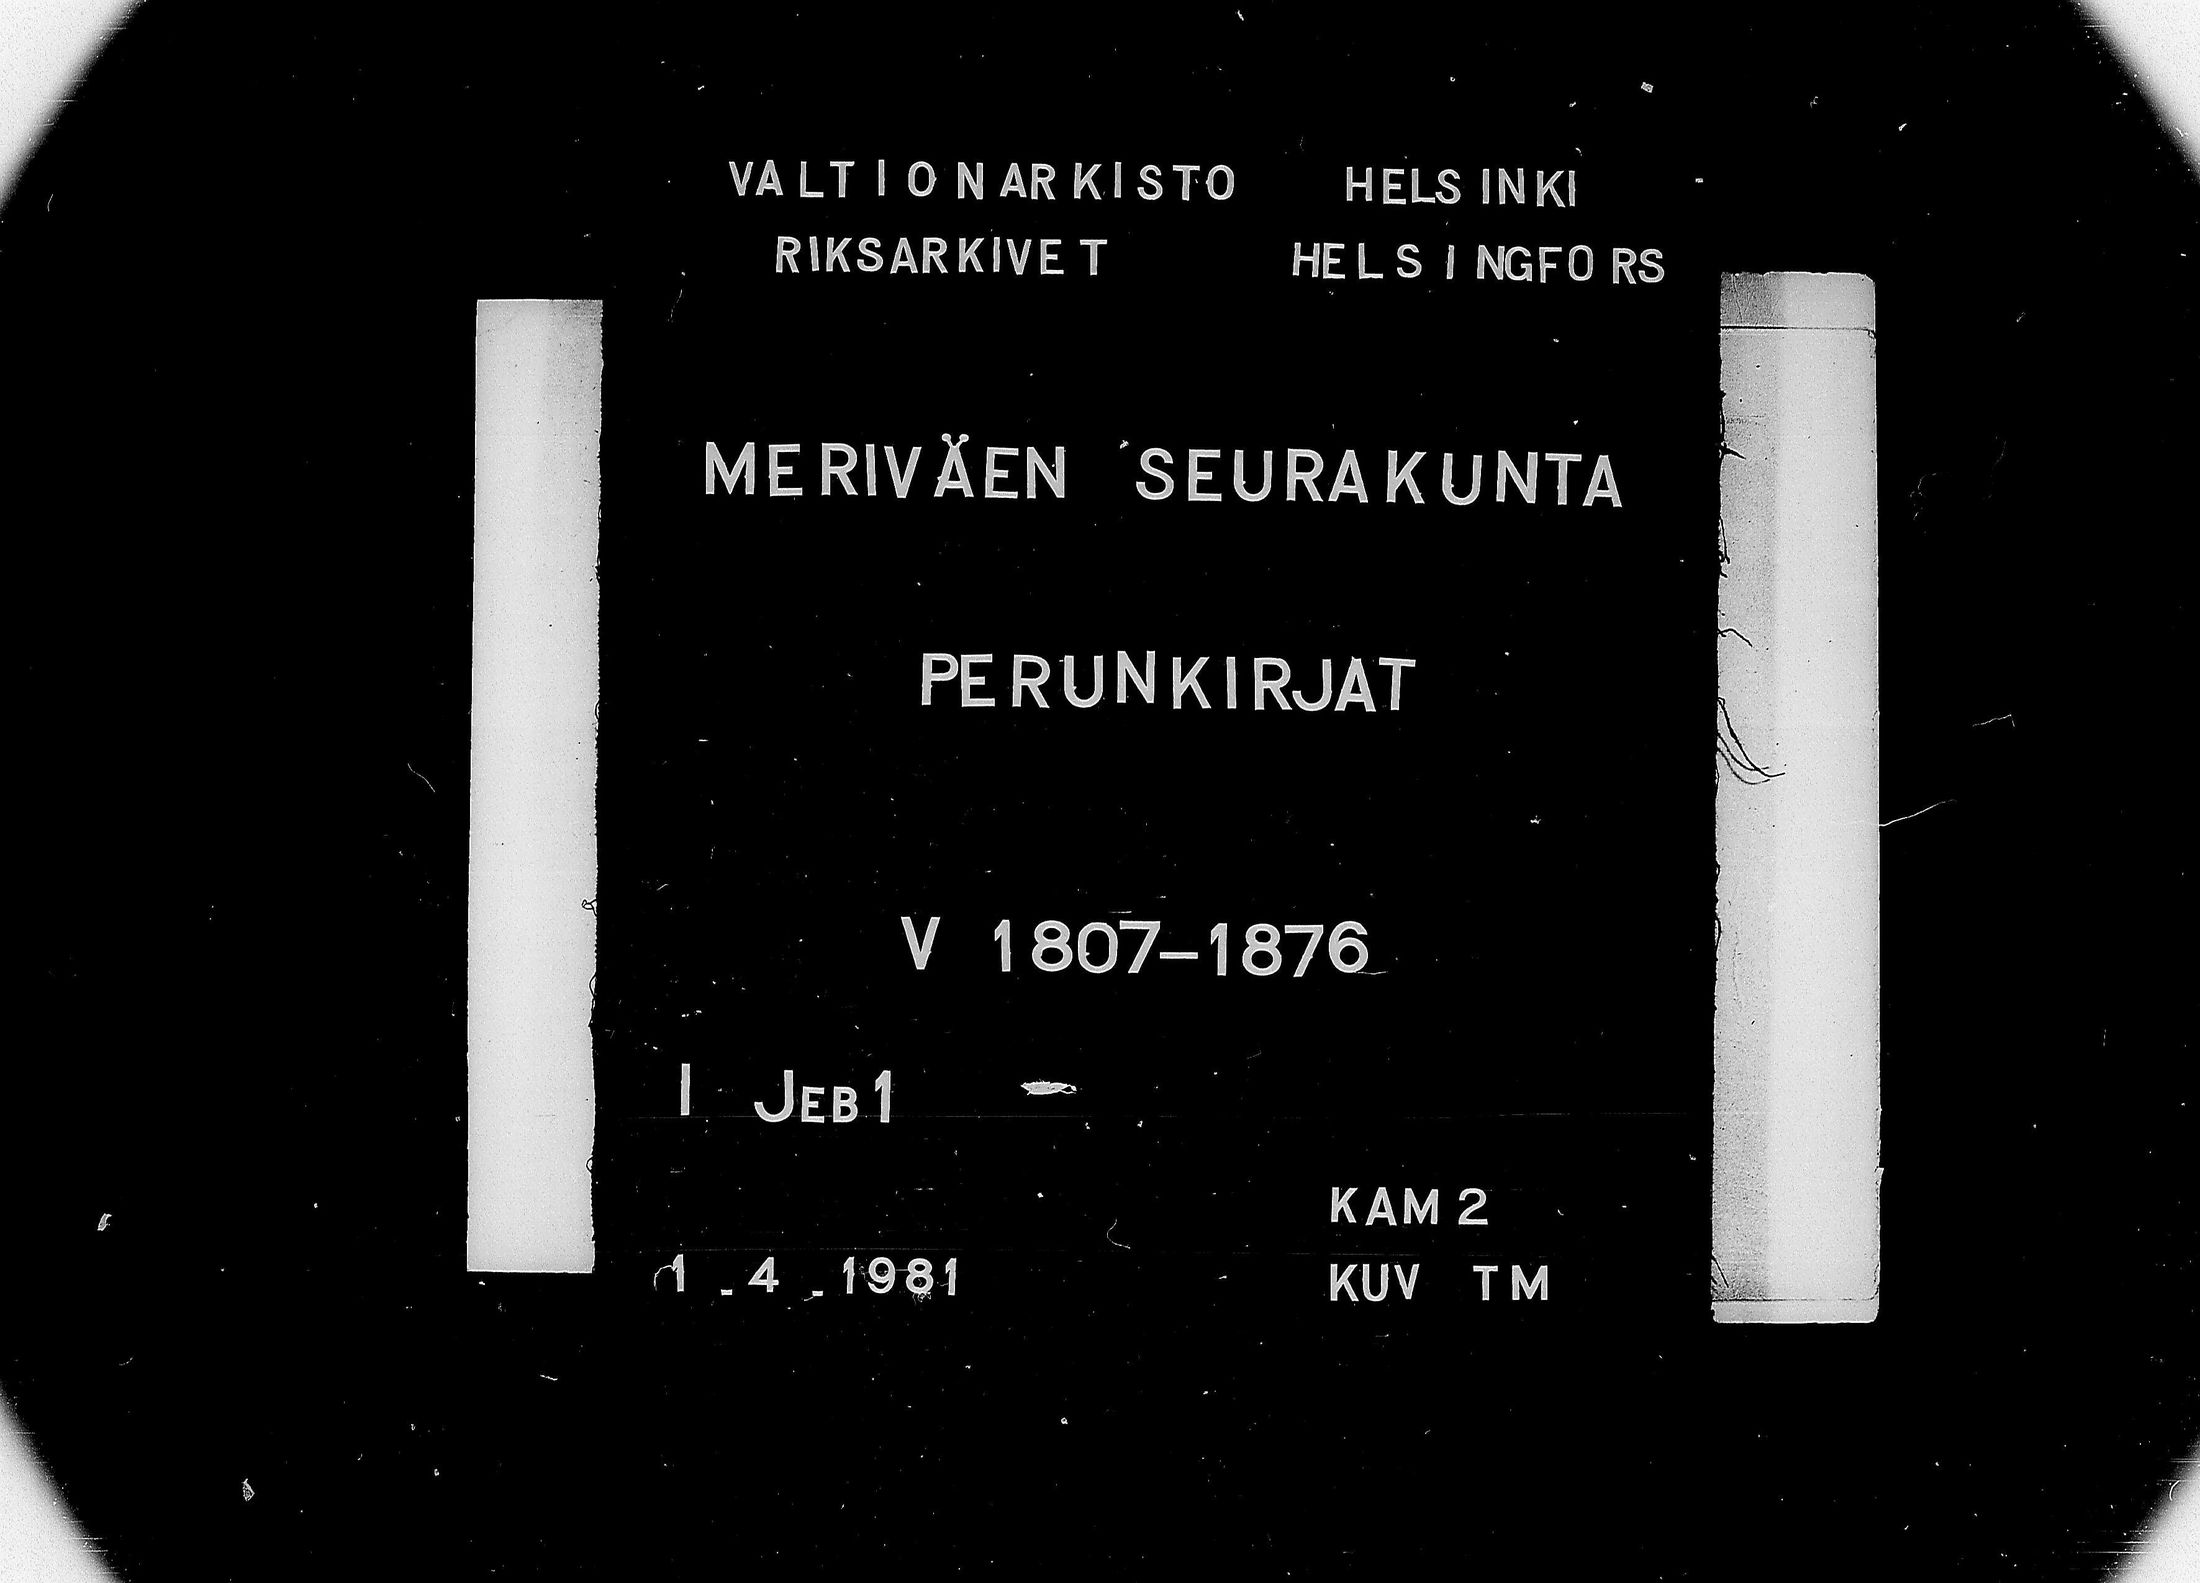 VALTIONARKISTO HELSINKI
RIKSARKIVET HELSINGFORS
MERIVÄEN SEURAKUNTA
PERUNKIRJAT
V 1807–1876
I JEB1
1.4.1981
KAM 2
KUV TM